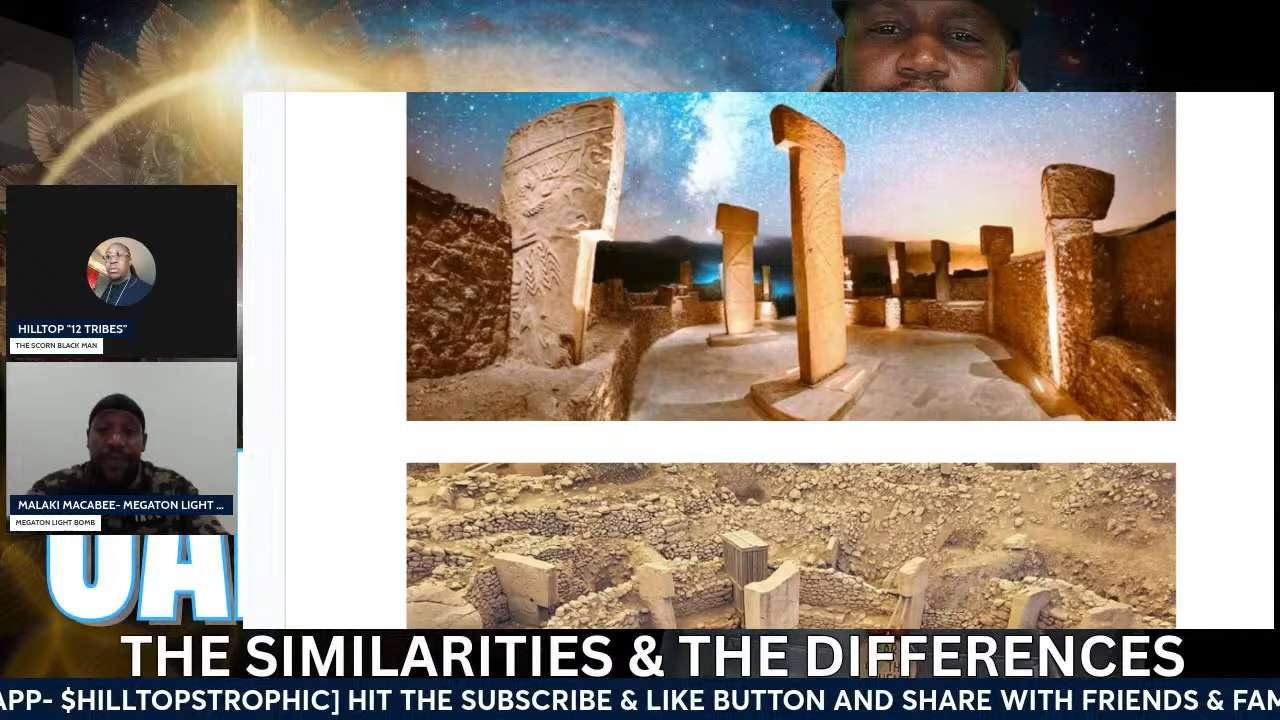 HILLTOP "12 TRIBES"
THE SCORN BLACK MAN
MALAKI MACABEE- MEGATON LIGHT ...
MEGATON LIGHT BOMB
UA
THE SIMILARITIES & THE DIFFERENCES
APP- $HILLTOPSTROPHIC] HIT THE SUBSCRIBE & LIKE BUTTON AND SHARE WITH FRIENDS & FAM